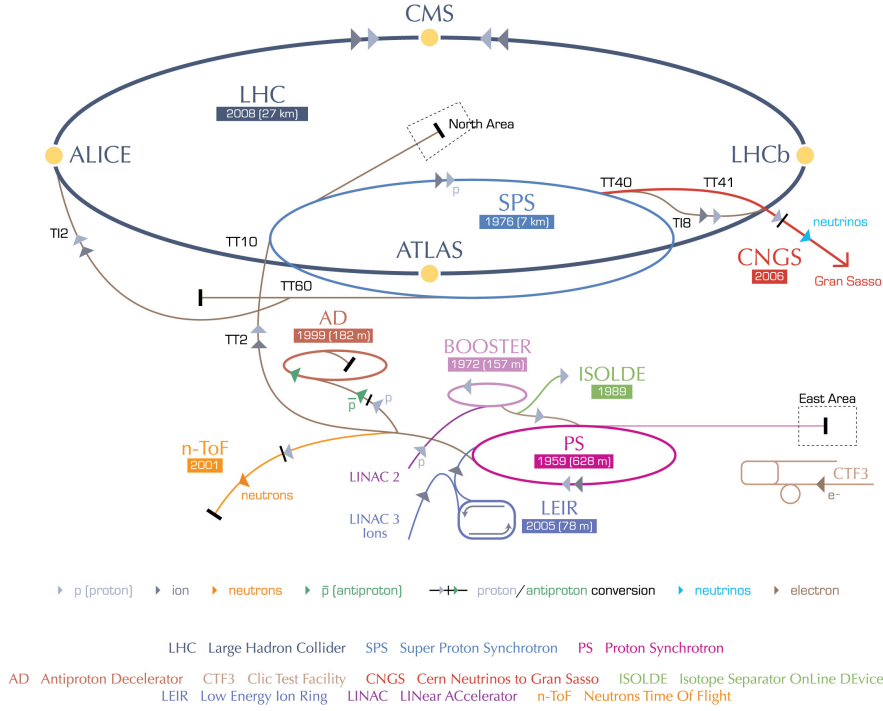 CMS
LHC
2008 (27 km)
North Area
ALICE
LHCb
TT40
TT41
p
SPS
1976 (7 km)
TI8
neutrinos
TI2
TT10
ATLAS
CNGS
2006
Gran Sasso
TT60
AD
1999 (182 m)
TT2
BOOSTER
1972 (157 m)
ISOLDE
1989
p̅
p
East Area
n-ToF
2001
PS
1959 (628 m)
LINAC 2
p
neutrons
CTF3
e-
LEIR
2005 (78 m)
LINAC 3
Ions
p (proton) ion neutrons p̅ (antiproton) proton/antiproton conversion neutrinos electron
LHC Large Hadron Collider SPS Super Proton Synchrotron PS Proton Synchrotron
AD Antiproton Decelerator CTF3 Clic Test Facility CNGS Cern Neutrinos to Gran Sasso ISOLDE Isotope Separator OnLine DEvice
LEIR Low Energy Ion Ring LINAC LINear ACcelerator n-ToF Neutrons Time Of Flight